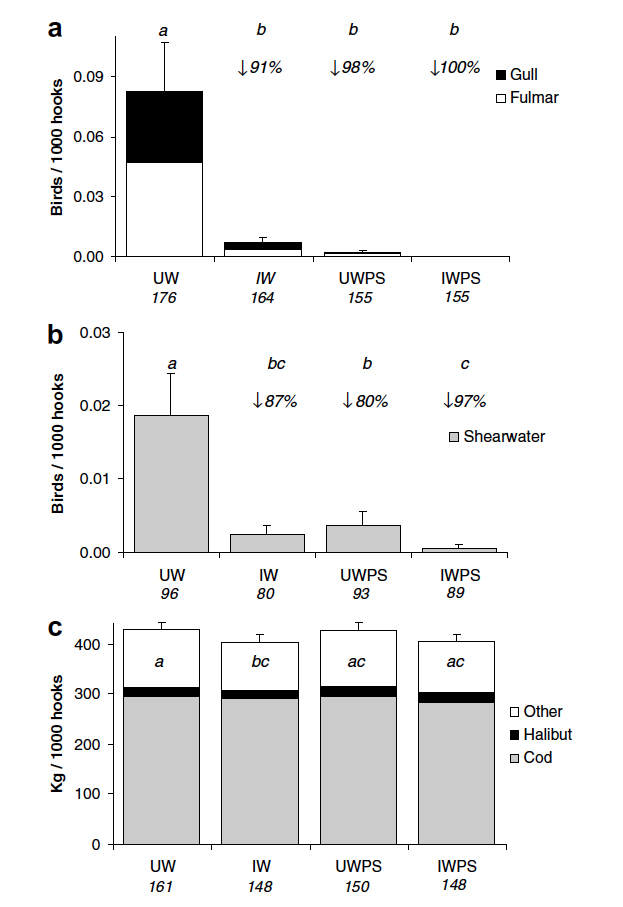 a
a b b b
↓91% ↓98% ↓100%
Gull
Fulmar
Birds / 1000 hooks
0.09
0.06
0.03
0.00
UW IW UWPS IWPS
176 164 155 155
b
a bc b c
↓87% ↓80% ↓97%
Shearwater
Birds / 1000 hooks
0.03
0.02
0.01
0.00
UW IW UWPS IWPS
96 80 93 89
c
a bc ac ac
Other
Halibut
Cod
Kg / 1000 hooks
400
300
200
100
0
UW IW UWPS IWPS
161 148 150 148